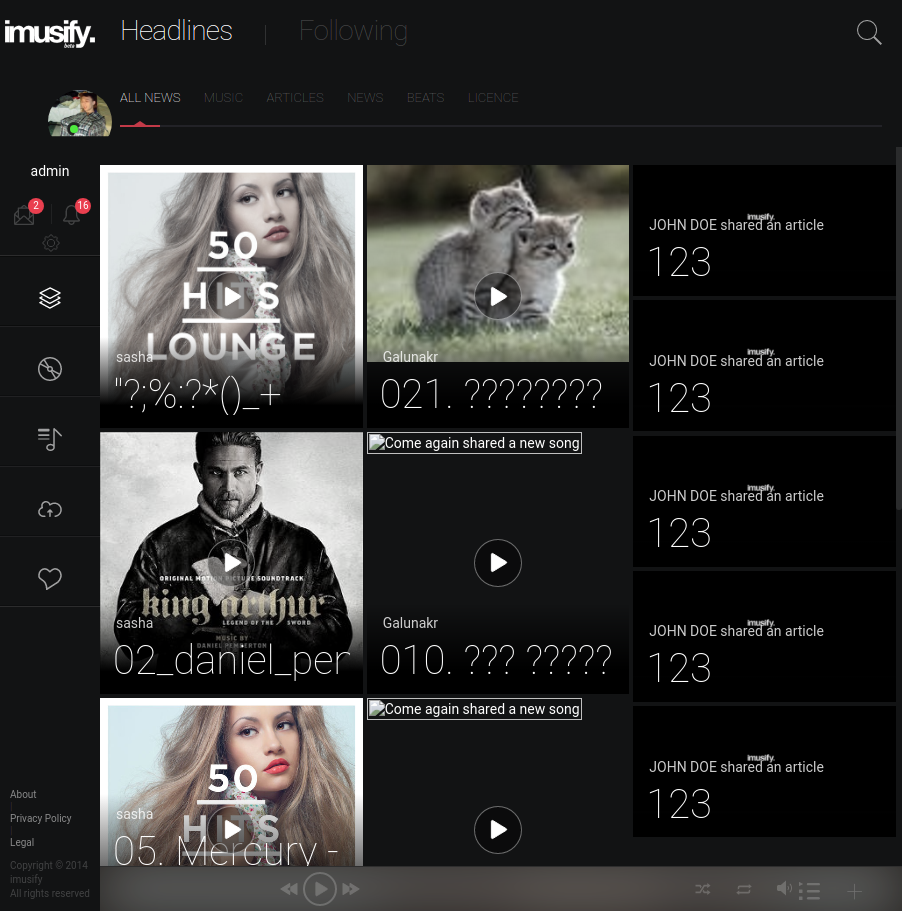 imusify.
beta
Headlines
Following
ALL NEWS MUSIC ARTICLES NEWS BEATS LICENCE
admin
2
16
50
HITS
LOUNGE
sasha
"?;%:?*()_+
Galunakr
021. ????????
imusify.
JOHN DOE shared an article
123
imusify.
JOHN DOE shared an article
123
ORIGINAL MOTION PICTURE SOUNDTRACK
king arthur
LEGEND OF THE SWORD
MUSIC BY
DANIEL PEMBERTON
sasha
02_daniel_per
Come again shared a new song
Galunakr
010. ??? ?????
imusify.
JOHN DOE shared an article
123
imusify.
JOHN DOE shared an article
123
50
HITS
sasha
05. Mercury -
Come again shared a new song
imusify.
JOHN DOE shared an article
123
About
Privacy Policy
Legal
Copyright © 2014
imusify
All rights reserved